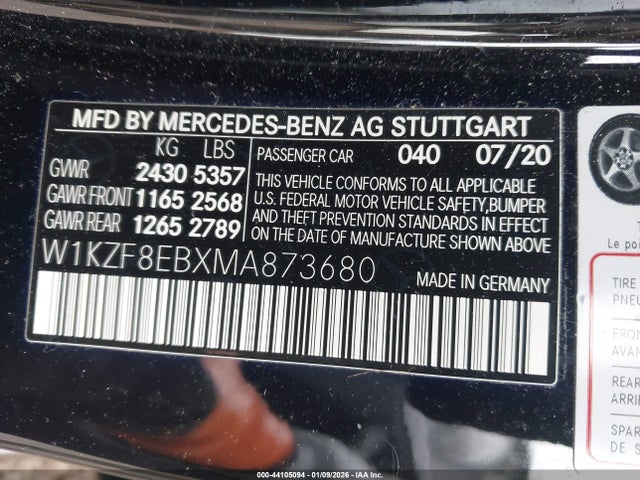 MFD BY MERCEDES-BENZ AG STUTTGART
KG LBS
GVWR 2430 5357
GAWR FRONT 1165 2568
GAWR REAR 1265 2789
PASSENGER CAR 040 07/20
THIS VEHICLE CONFORMS TO ALL APPLICABLE
U.S. FEDERAL MOTOR VEHICLE SAFETY,BUMPER
AND THEFT PREVENTION STANDARDS IN EFFECT
ON THE DATE OF MANUFACTURE SHOWN ABOVE.
W1KZF8EBXMA873680
MADE IN GERMANY
Le po
TIRE
PNEU
FRON
AVAN
REAR
ARRIE
SPAR
DE S
000-44105094 | 01/09/2026 - IAA Inc.